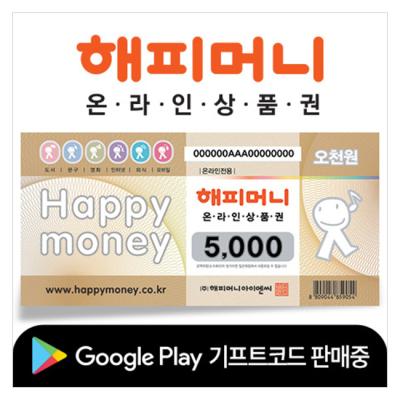 해피머니
온·라·인·상·품·권
도서 | 문구 | 영화 | 인터넷 | 외식 | 모바일
000000AAA00000000
오천원
| 온라인전용 |
Happy
money
해피머니
온·라·인·상·품·권
5,000
www.happymoney.co.kr
(주) 해피머니아이엔씨
8 809044 859054
Google Play 기프트코드 판매중